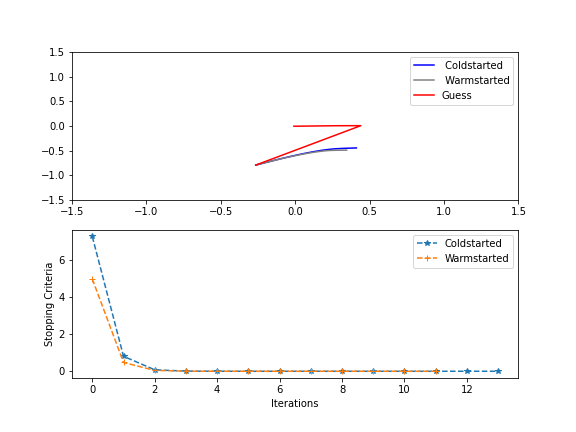 1.5
1.0
0.5
0.0
−0.5
−1.0
−1.5
−1.5 −1.0 −0.5 0.0 0.5 1.0 1.5
Coldstarted
Warmstarted
Guess
6
4
2
0
Stopping Criteria
0 2 4 6 8 10 12
Iterations
Coldstarted
Warmstarted